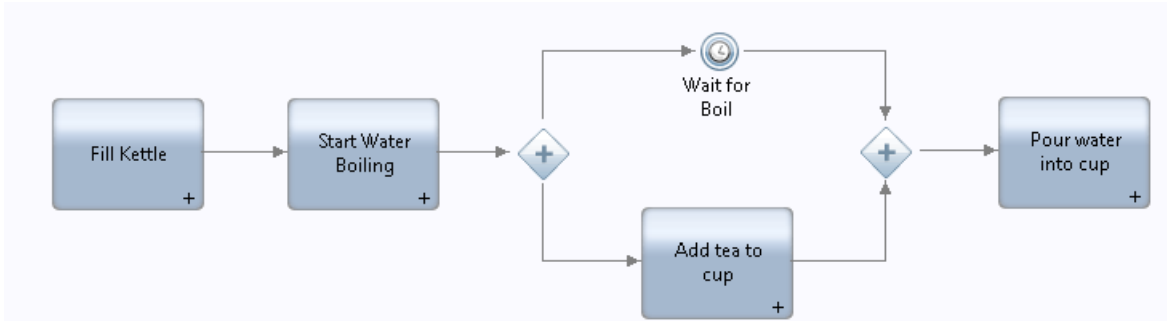 Fill Kettle
Start Water
Boiling
Wait for
Boil
Add tea to
cup
Pour water
into cup